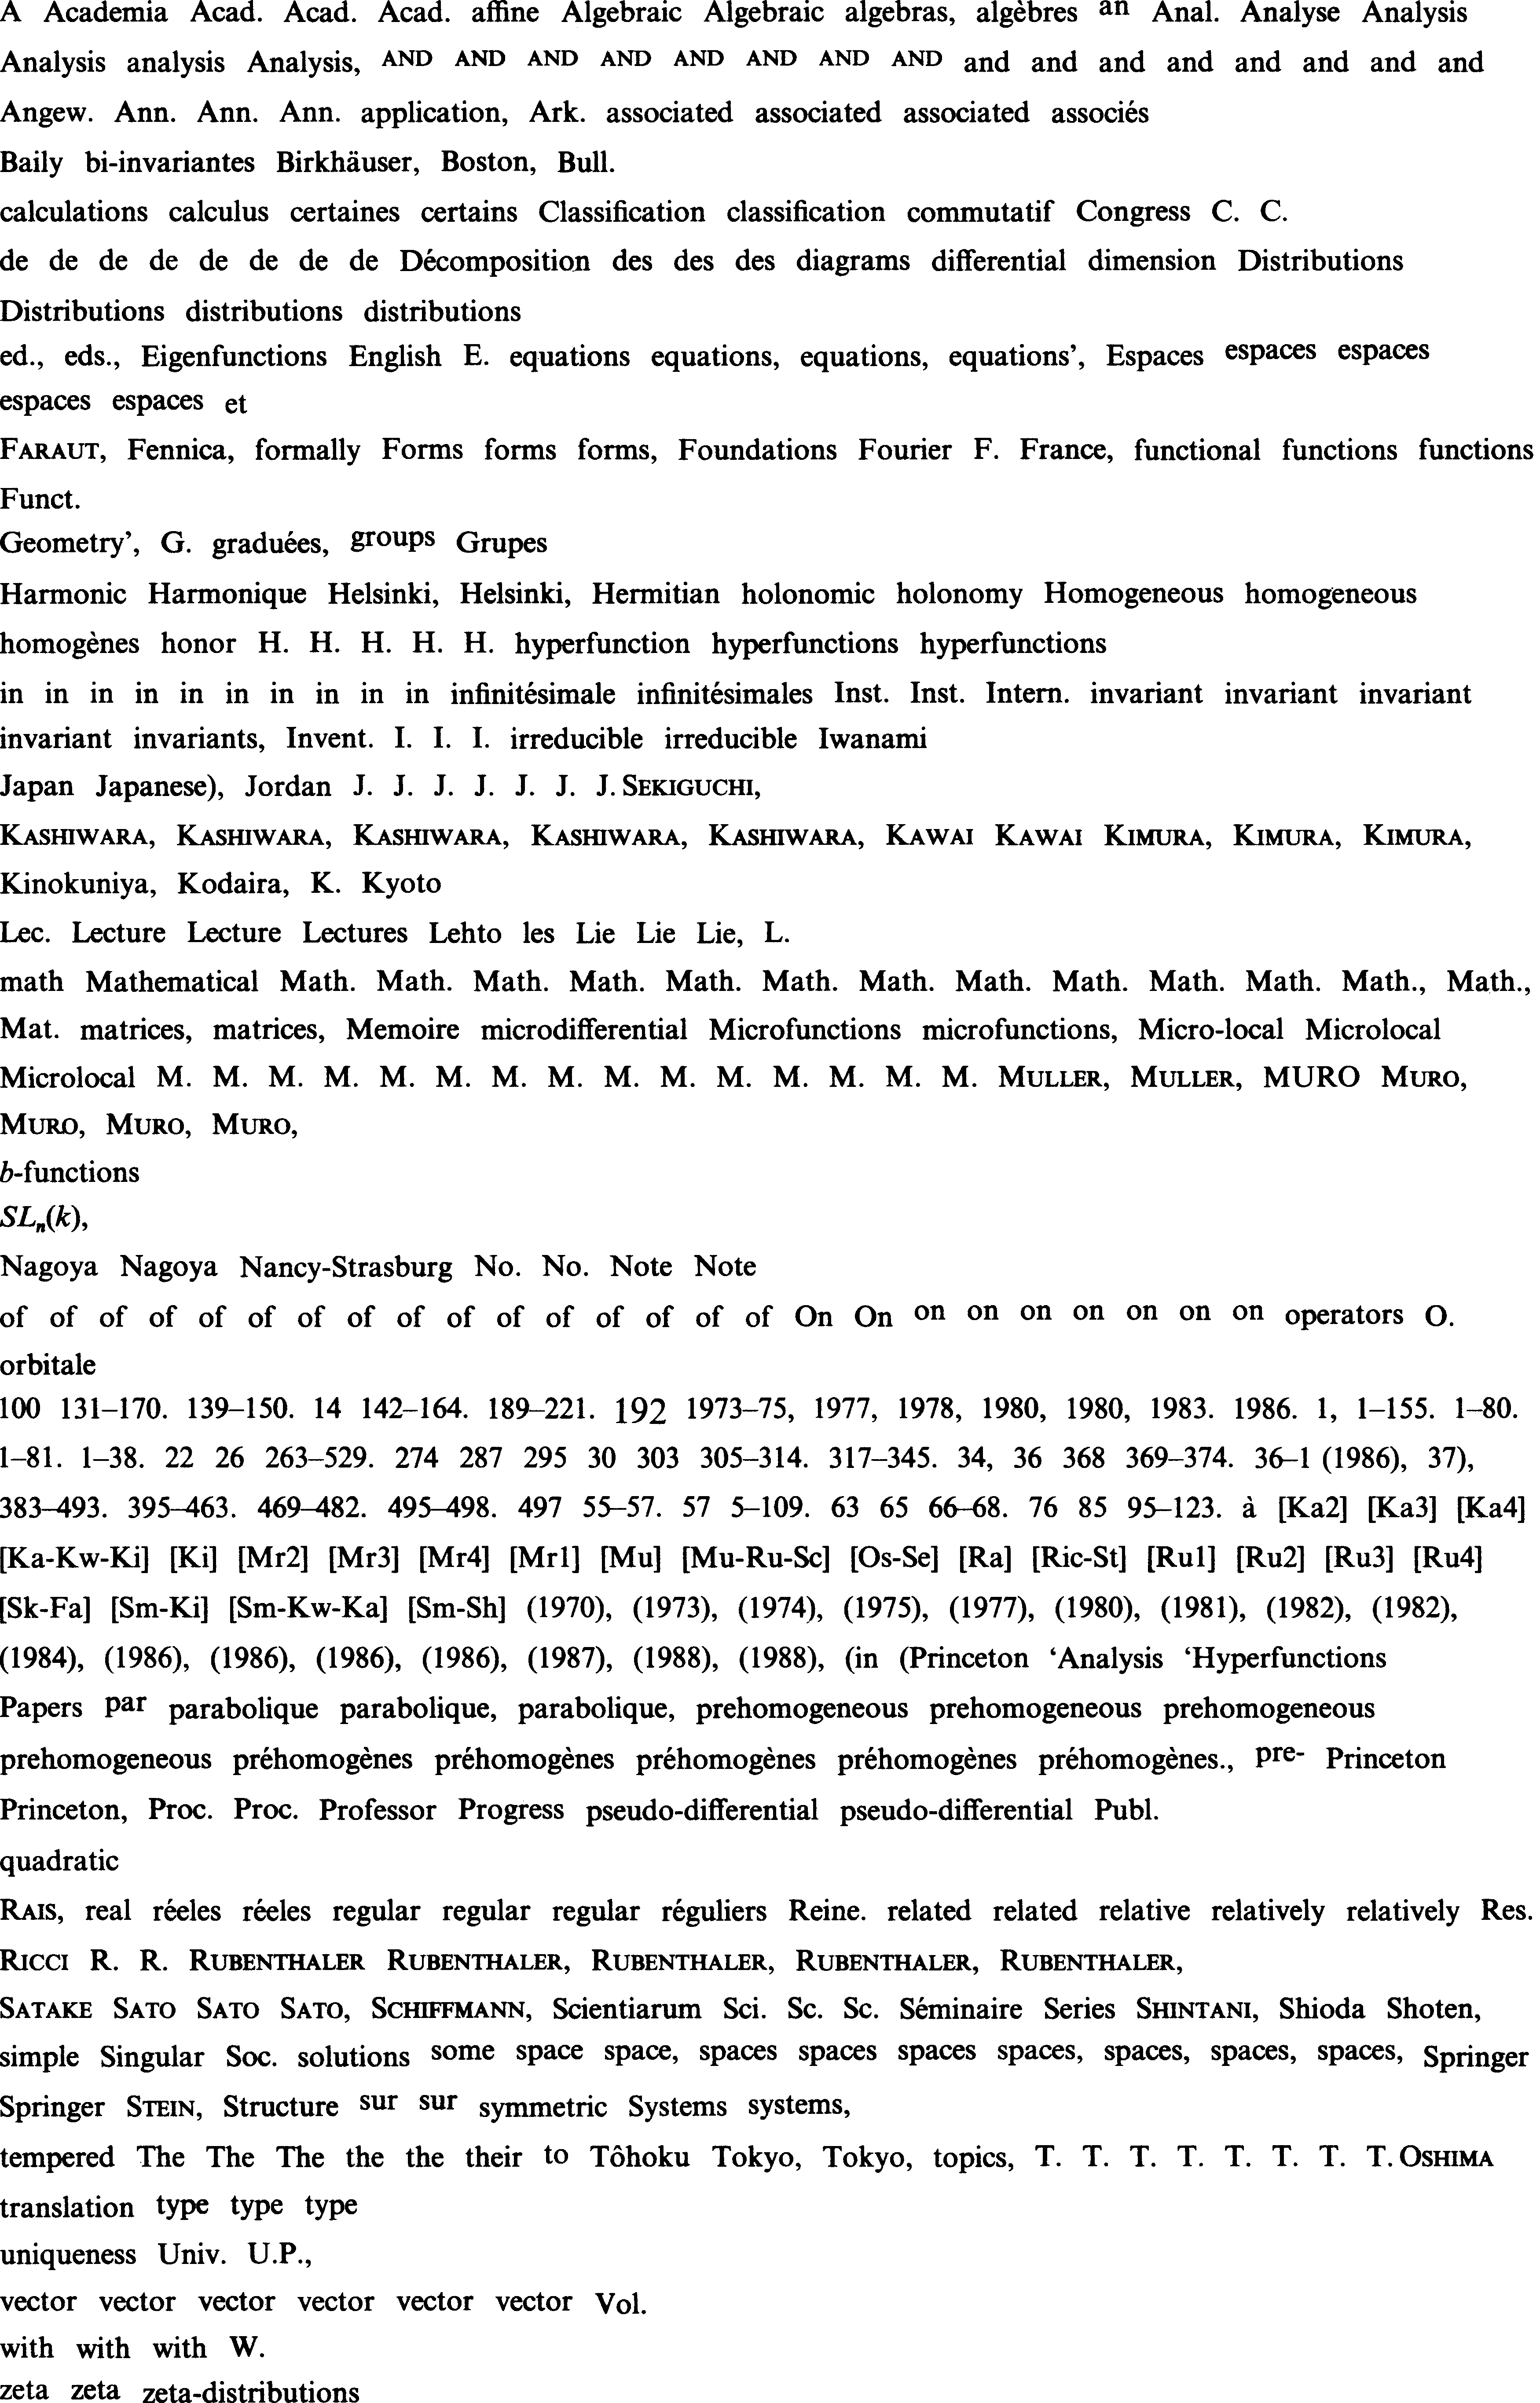 A Academia Acad. Acad. Acad. affine Algebraic Algebraic algebras, algèbres an Anal. Analyse Analysis
Analysis analysis Analysis, AND AND AND AND AND AND AND AND and and and and and and and and
Angew. Ann. Ann. Ann. application, Ark. associated associated associated associés
Baily bi-invariantes Birkhäuser, Boston, Bull.
calculations calculus certaines certains Classification classification commutatif Congress C. C.
de de de de de de de de Décomposition des des des diagrams differential dimension Distributions
Distributions distributions distributions
ed., eds., Eigenfunctions English E. equations equations, equations, equations’, Espaces espaces espaces
espaces espaces et
FARAUT, Fennica, formally Forms forms forms, Foundations Fourier F. France, functional functions functions
Funct.
Geometry’, G. graduées, groups Grupes
Harmonic Harmonique Helsinki, Helsinki, Hermitian holonomic holonomy Homogeneous homogeneous
homogènes honor H. H. H. H. H. hyperfunction hyperfunctions hyperfunctions
in in in in in in in in in in infinitésimale infinitésimales Inst. Inst. Intern. invariant invariant invariant
invariant invariants, Invent. I. I. I. irreducible irreducible Iwanami
Japan Japanese), Jordan J. J. J. J. J. J. J. SEKIGUCHI,
KASHIWARA, KASHIWARA, KASHIWARA, KASHIWARA, KASHIWARA, KAWAI KAWAI KIMURA, KIMURA, KIMURA,
Kinokuniya, Kodaira, K. Kyoto
Lec. Lecture Lecture Lectures Lehto les Lie Lie Lie, L.
math Mathematical Math. Math. Math. Math. Math. Math. Math. Math. Math. Math. Math. Math., Math.,
Mat. matrices, matrices, Memoire microdifferential Microfunctions microfunctions, Micro-local Microlocal
Microlocal M. M. M. M. M. M. M. M. M. M. M. M. M. M. M. MULLER, MULLER, MURO MURO,
MURO, MURO, MURO,
b-functions
SLₙ(k),
Nagoya Nagoya Nancy-Strasburg No. No. Note Note
of of of of of of of of of of of of of of of of On On on on on on on on on operators O.
orbitale
100 131–170. 139–150. 14 142–164. 189–221. 192 1973–75, 1977, 1978, 1980, 1980, 1983. 1986. 1, 1–155. 1–80.
1–81. 1–38. 22 26 263–529. 274 287 295 30 303 305–314. 317–345. 34, 36 368 369–374. 36–1 (1986), 37),
383–493. 395–463. 469–482. 495–498. 497 55–57. 57 5–109. 63 65 66–68. 76 85 95–123. à [Ka2] [Ka3] [Ka4]
[Ka-Kw-Ki] [Ki] [Mr2] [Mr3] [Mr4] [Mr1] [Mu] [Mu-Ru-Sc] [Os-Se] [Ra] [Ric-St] [Ru1] [Ru2] [Ru3] [Ru4]
[Sk-Fa] [Sm-Ki] [Sm-Kw-Ka] [Sm-Sh] (1970), (1973), (1974), (1975), (1977), (1980), (1981), (1982), (1982),
(1984), (1986), (1986), (1986), (1986), (1987), (1988), (1988), (in (Princeton ‘Analysis ‘Hyperfunctions
Papers par parabolique parabolique, parabolique, prehomogeneous prehomogeneous prehomogeneous
prehomogeneous préhomogènes préhomogènes préhomogènes préhomogènes préhomogènes., pre- Princeton
Princeton, Proc. Proc. Professor Progress pseudo-differential pseudo-differential Publ.
quadratic
RAIS, real réeles réeles regular regular regular réguliers Reine. related related relative relatively relatively Res.
RICCI R. R. RUBENTHALER RUBENTHALER, RUBENTHALER, RUBENTHALER, RUBENTHALER,
SATAKE SATO SATO SATO, SCHIFFMANN, Scientiarum Sci. Sc. Sc. Séminaire Series SHINTANI, Shioda Shoten,
simple Singular Soc. solutions some space space, spaces spaces spaces spaces, spaces, spaces, spaces, Springer
Springer STEIN, Structure sur sur symmetric Systems systems,
tempered The The The the the their to Tôhoku Tokyo, Tokyo, topics, T. T. T. T. T. T. T. T. OSHIMA
translation type type type
uniqueness Univ. U.P.,
vector vector vector vector vector vector Vol.
with with with W.
zeta zeta zeta-distributions